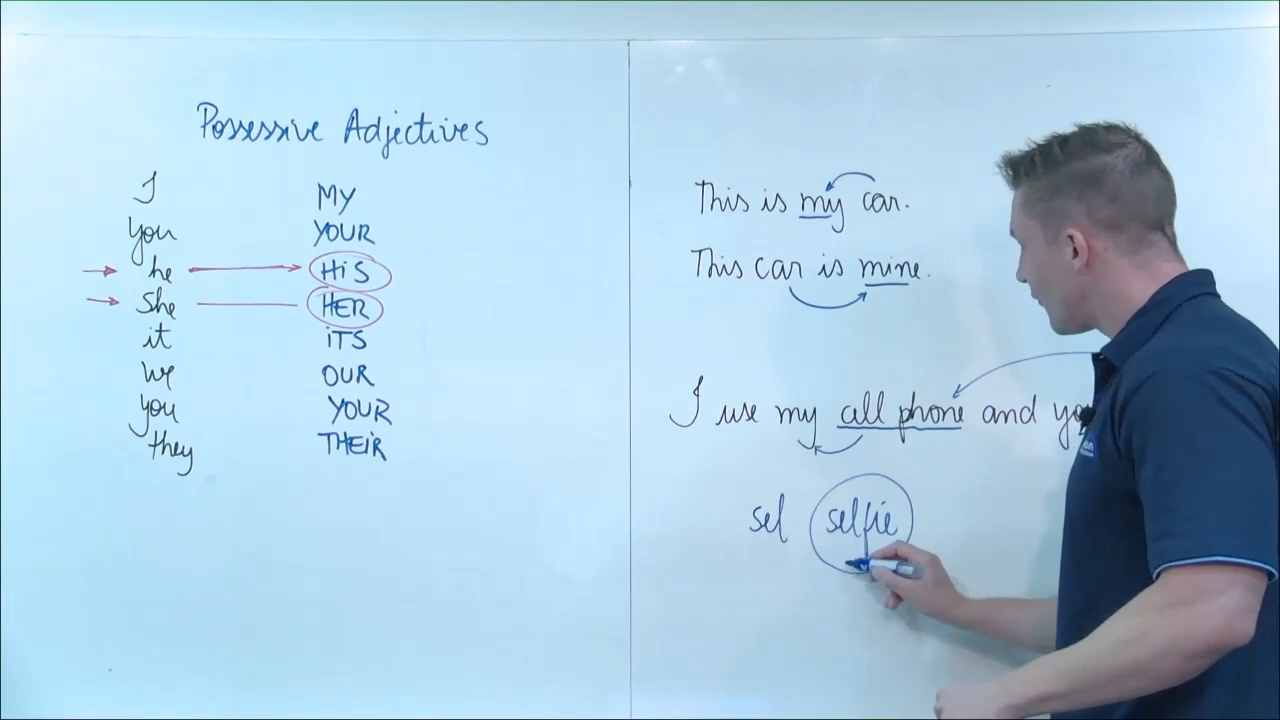 Possessive Adjectives
I MY
you YOUR
he HiS
she HER
it iTS
we OUR
you YOUR
they THEiR
This is my car.
This car is mine.
I use my cell phone and
sel selfie